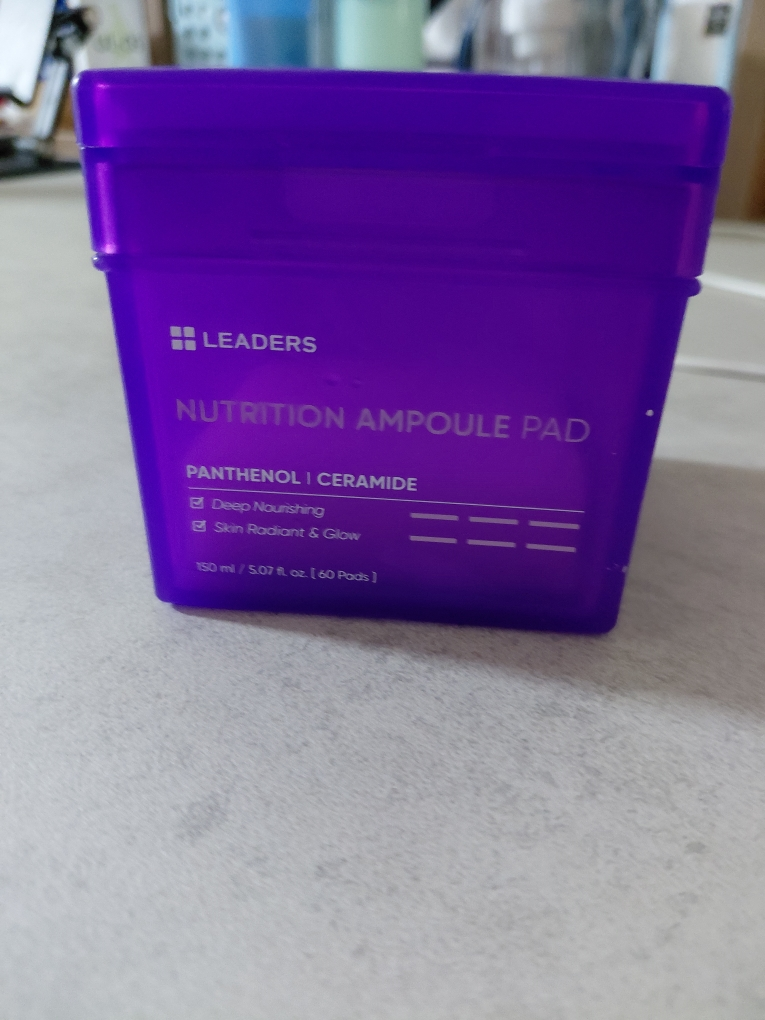 LEADERS
NUTRITION AMPOULE PAD
PANTHENOL | CERAMIDE
Deep Nourishing
Skin Radiant & Glow
150 ml / 5.07 fl. oz. [ 60 Pads ]